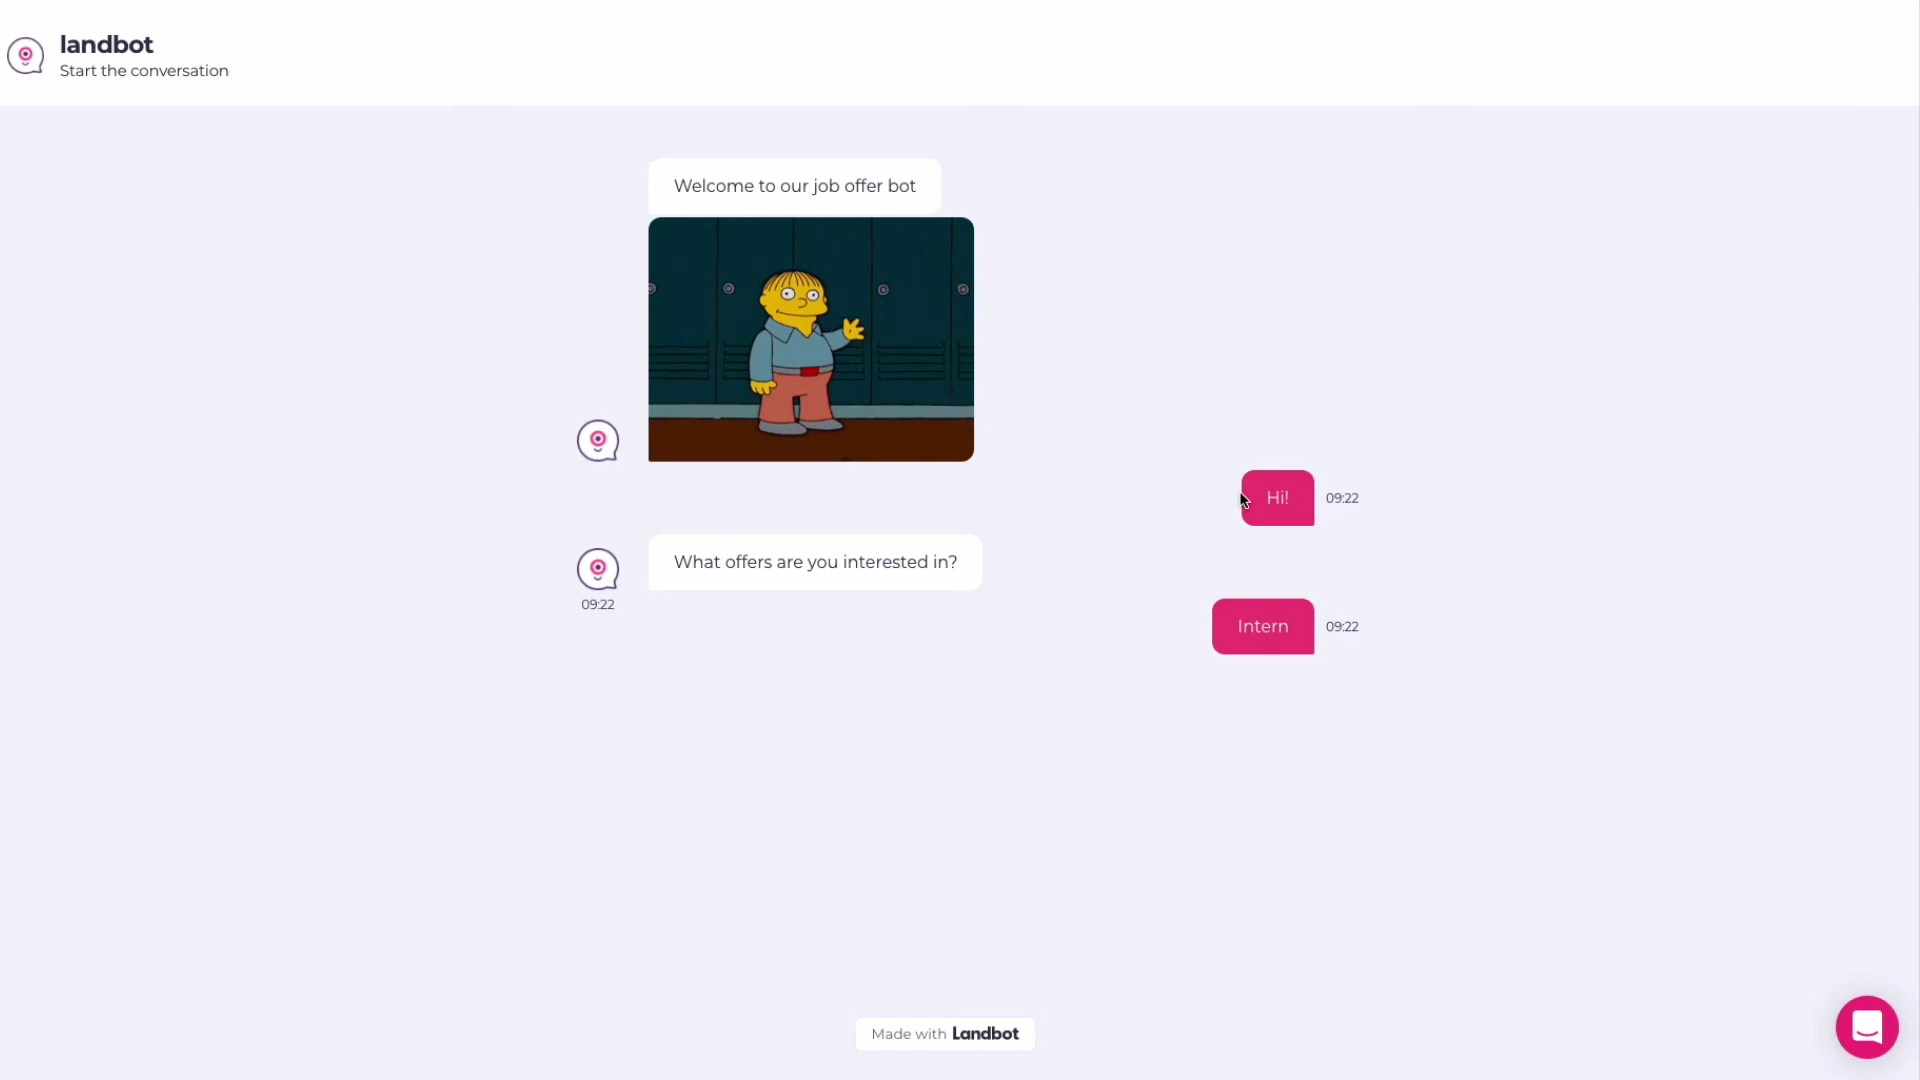 landbot
Start the conversation
Welcome to our job offer bot
Hi!
09:22
What offers are you interested in?
09:22
Intern
09:22
Made with Landbot